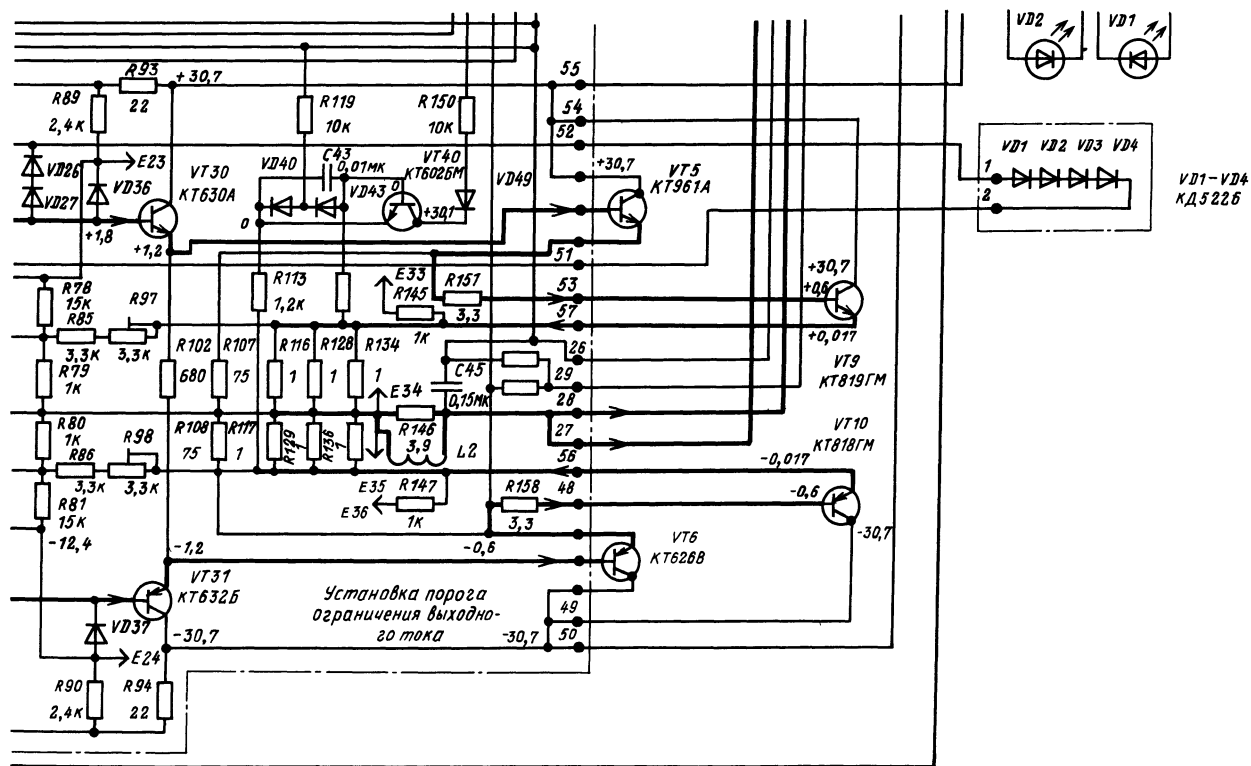 VD2
VD1
R93
22
+30,7
55
R89
2,4к
R119
10к
R150
10к
54
52
E23
VD26
VD27
VD36
VT30
КТ630А
VD40
C43
0,01мк
VD43
VT40
КТ602БМ
VD49
+30,7
VT5
КТ961А
1
2
VD1
VD2
VD3
VD4
VD1-VD4
КД522Б
+1,8
+1,2
0
0
+30,1
51
R78
15к
R97
R85
3,3к
3,3к
R113
1,2к
E33
R145
1к
R151
3,3
53
57
+30,7
+0,6
+0,017
R79
1к
R102
680
R107
75
R116
1
R128
1
R134
1
C45
0,15мк
26
29
28
27
VT9
КТ819ГМ
E34
R146
3,9
L2
R80
1к
R98
R86
3,3к
3,3к
R108
75
R117
1
R129
1
R136
1
VT10
КТ818ГМ
-0,017
56
R81
15к
E35
E36
R147
1к
R158
3,3
48
-0,6
-30,7
-12,4
-1,2
-0,6
VT6
КТ626В
VT31
КТ632Б
Установка порога
ограничения выходно-
го тока
49
50
VD37
-30,7
-30,7
E24
R90
2,4к
R94
22